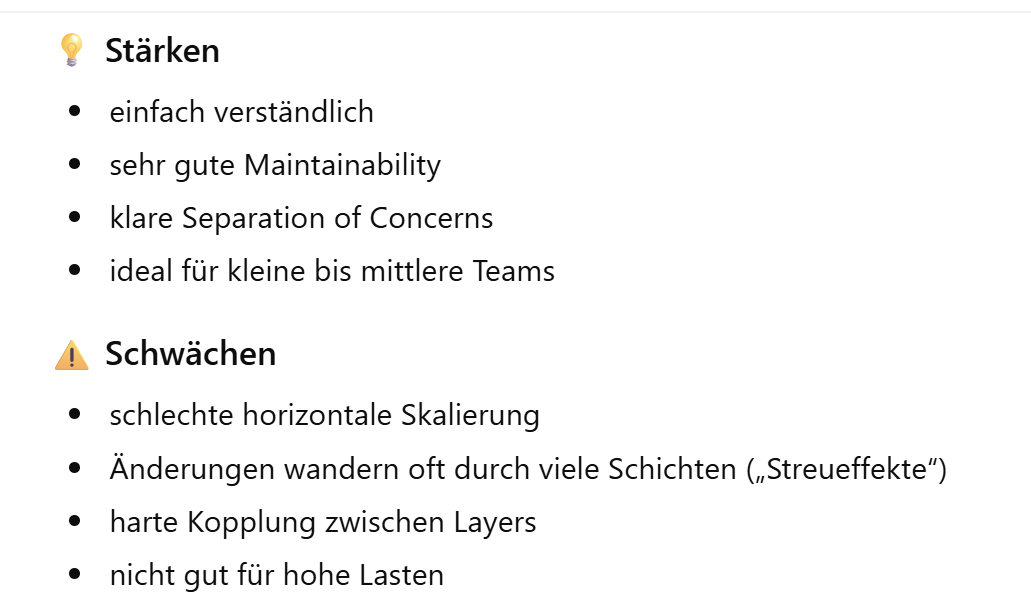 💡 Stärken
• einfach verständlich
• sehr gute Maintainability
• klare Separation of Concerns
• ideal für kleine bis mittlere Teams
⚠️ Schwächen
• schlechte horizontale Skalierung
• Änderungen wandern oft durch viele Schichten („Streueffekte“)
• harte Kopplung zwischen Layers
• nicht gut für hohe Lasten